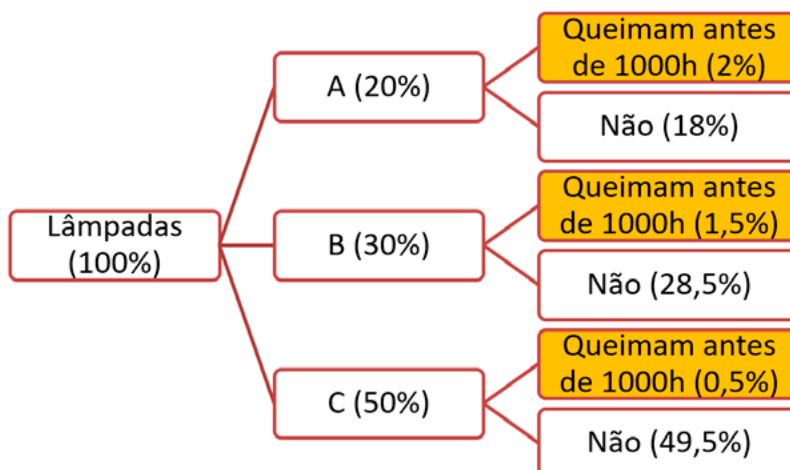 Lâmpadas
(100%)
A (20%)
Queimam antes
de 1000h (2%)
Não (18%)
B (30%)
Queimam antes
de 1000h (1,5%)
Não (28,5%)
C (50%)
Queimam antes
de 1000h (0,5%)
Não (49,5%)